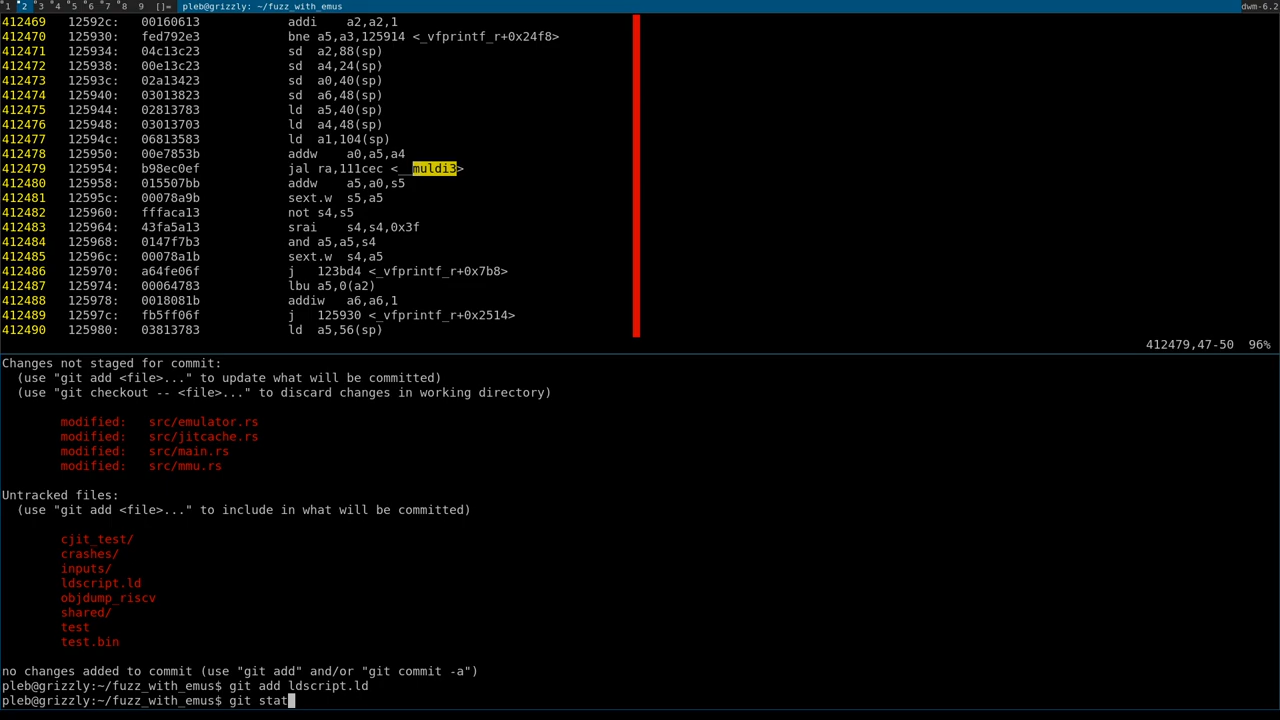 1 2 3 4 5 6 7 8 9 []= pleb@grizzly: ~/fuzz_with_emus dwm-6.2
412469 12592c: 00160613 addi a2,a2,1
412470 125930: fed792e3 bne a5,a3,125914 <_vfprintf_r+0x24f8>
412471 125934: 04c13c23 sd a2,88(sp)
412472 125938: 00e13c23 sd a4,24(sp)
412473 12593c: 02a13423 sd a0,40(sp)
412474 125940: 03013823 sd a6,48(sp)
412475 125944: 02813783 ld a5,40(sp)
412476 125948: 03013703 ld a4,48(sp)
412477 12594c: 06813583 ld a1,104(sp)
412478 125950: 00e7853b addw a0,a5,a4
412479 125954: b98ec0ef jal ra,111cec <__muldi3>
412480 125958: 015507bb addw a5,a0,s5
412481 12595c: 00078a9b sext.w s5,a5
412482 125960: fffaca13 not s4,s5
412483 125964: 43fa5a13 srai s4,s4,0x3f
412484 125968: 0147f7b3 and a5,a5,s4
412485 12596c: 00078a1b sext.w s4,a5
412486 125970: a64fe06f j 123bd4 <_vfprintf_r+0x7b8>
412487 125974: 00064783 lbu a5,0(a2)
412488 125978: 0018081b addiw a6,a6,1
412489 12597c: fb5ff06f j 125930 <_vfprintf_r+0x2514>
412490 125980: 03813783 ld a5,56(sp)
412479,47-50 96%
Changes not staged for commit:
(use "git add <file>..." to update what will be committed)
(use "git checkout -- <file>..." to discard changes in working directory)
modified: src/emulator.rs
modified: src/jitcache.rs
modified: src/main.rs
modified: src/mmu.rs
Untracked files:
(use "git add <file>..." to include in what will be committed)
cjit_test/
crashes/
inputs/
ldscript.ld
objdump_riscv
shared/
test
test.bin
no changes added to commit (use "git add" and/or "git commit -a")
pleb@grizzly:~/fuzz_with_emus$ git add ldscript.ld
pleb@grizzly:~/fuzz_with_emus$ git stat